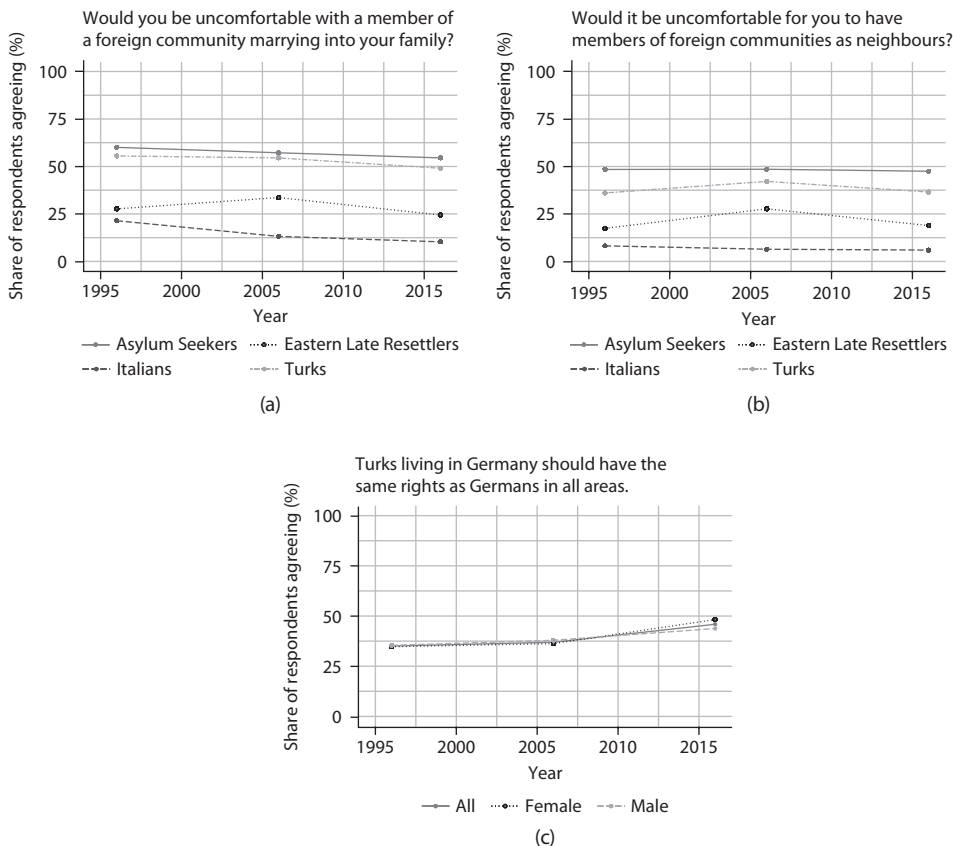 Would you be uncomfortable with a member of
a foreign community marrying into your family?
Share of respondents agreeing (%)
100
75
50
25
0
1995 2000 2005 2010 2015
Year
Asylum Seekers Eastern Late Resettlers
Italians Turks
(a)
Would it be uncomfortable for you to have
members of foreign communities as neighbours?
Share of respondents agreeing (%)
100
75
50
25
0
1995 2000 2005 2010 2015
Year
Asylum Seekers Eastern Late Resettlers
Italians Turks
(b)
Turks living in Germany should have the
same rights as Germans in all areas.
Share of respondents agreeing (%)
100
75
50
25
0
1995 2000 2005 2010 2015
Year
All Female Male
(c)